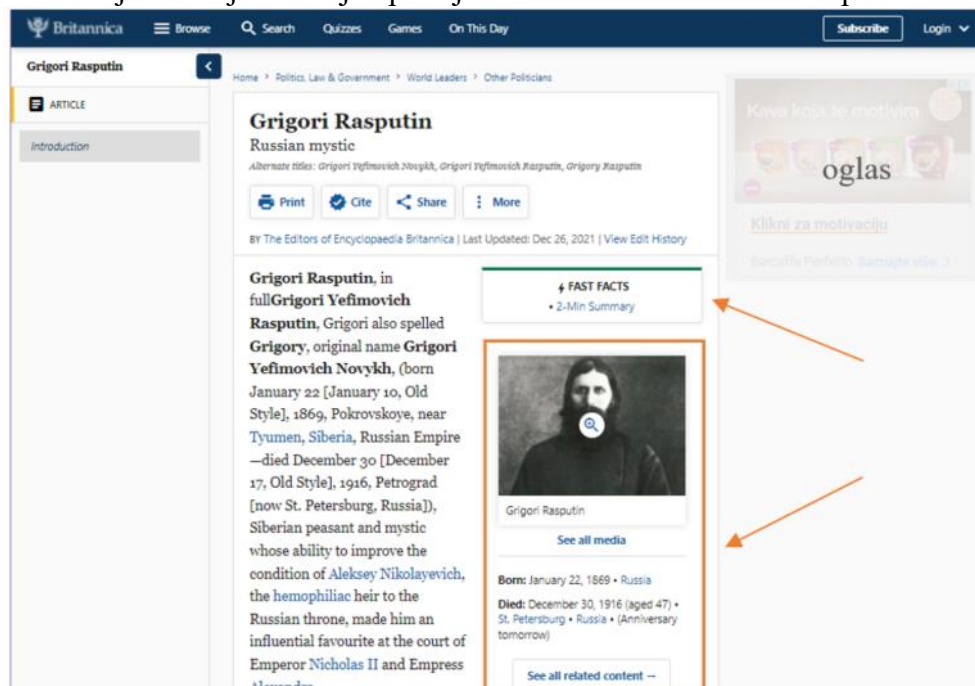 Britannica
Browse
Search
Quizzes
Games
On This Day
Subscribe
Login
Grigori Rasputin
ARTICLE
Introduction
Home > Politics, Law & Government > World Leaders > Other Politicians
Grigori Rasputin
Russian mystic
Alternate titles: Grigori Yefimovich Novykh, Grigori Yefimovich Rasputin, Grigory Rasputin
Print
Cite
Share
More
BY The Editors of Encyclopaedia Britannica | Last Updated: Dec 26, 2021 | View Edit History
Grigori Rasputin, in
fullGrigori Yefimovich
Rasputin, Grigori also spelled
Grigory, original name Grigori
Yefimovich Novykh, (born
January 22 [January 10, Old
Style], 1869, Pokrovskoye, near
Tyumen, Siberia, Russian Empire
—died December 30 [December
17, Old Style], 1916, Petrograd
[now St. Petersburg, Russia]),
Siberian peasant and mystic
whose ability to improve the
condition of Aleksey Nikolayevich,
the hemophiliac heir to the
Russian throne, made him an
influential favourite at the court of
Emperor Nicholas II and Empress
FAST FACTS
• 2-Min Summary
Grigori Rasputin
See all media
Born: January 22, 1869 • Russia
Died: December 30, 1916 (aged 47) •
St. Petersburg • Russia • (Anniversary
tomorrow)
See all related content →
Kava koja te motivira
oglas
Klikni za motivaciju
Barcaffe Perfetto. Saznajte više >